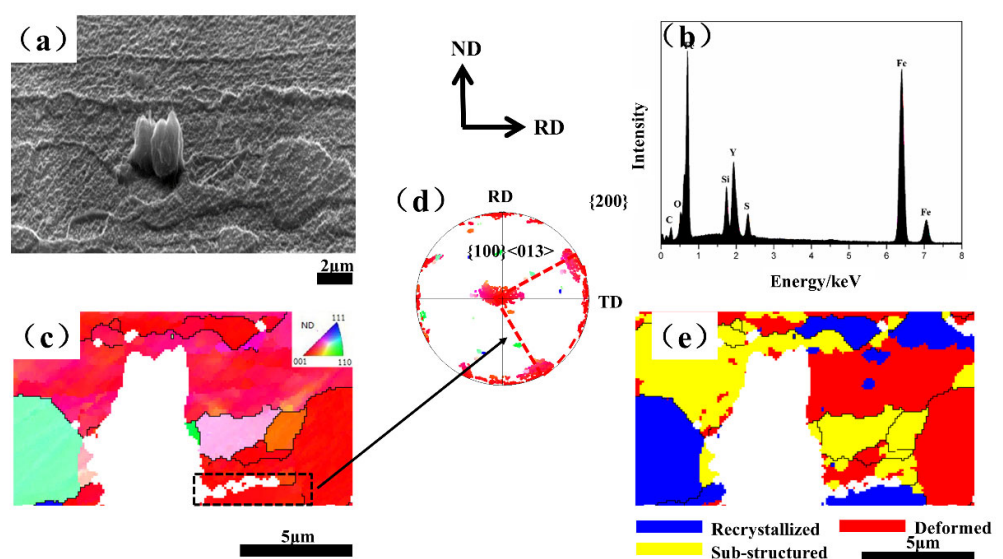 (a)
2μm
ND
RD
(b)
Intensity
C
O
Si
Y
S
Fe
Fe
0 1 2 3 4 5 6 7 8
Energy/keV
(c)
ND
111
001
110
5μm
(d)
{200}
RD
{100}<013>
TD
(e)
Recrystallized
Deformed
Sub-structured
5μm